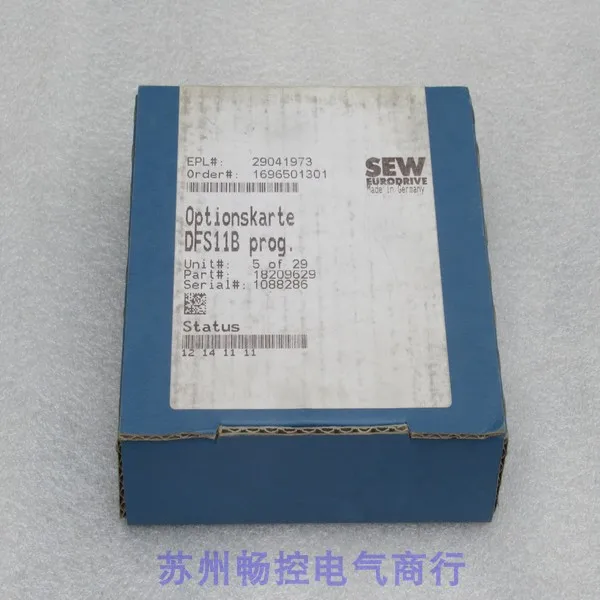 EPL#: 29041973
Order#: 1696501301
SEW
EURODRIVE
Made in Germany
Optionskarte
DFS11B prog.
Unit#: 5 of 29
Part#: 18209629
Serial#: 1088286
Status
12 14 11 11
苏州畅控电气商行